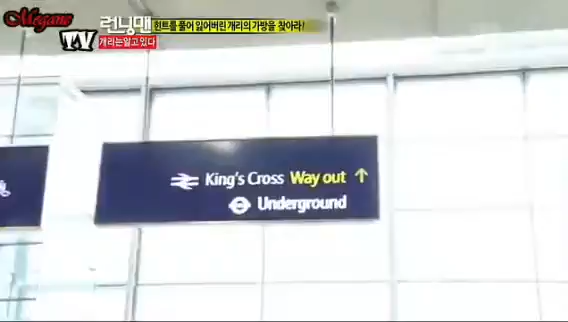 Megane
TV
런닝맨
힌트를 풀어 잃어버린 개리의 가방을 찾아라!
개리는 알고 있다
King's Cross Way out ↑
Underground